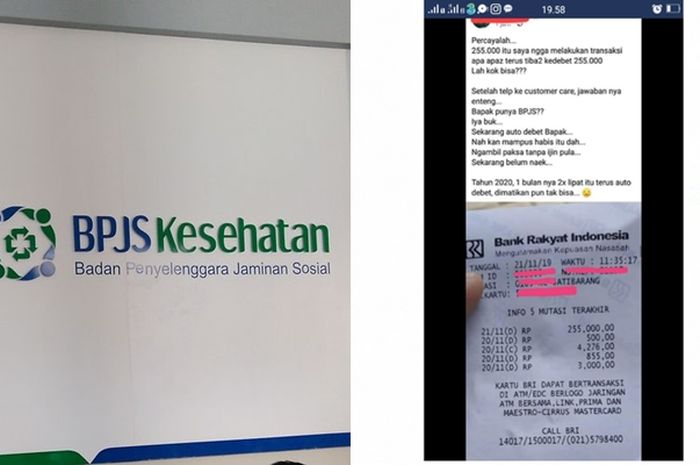 BPJS Kesehatan
Badan Penyelenggara Jaminan Sosial
19.58
Percayalah...
255.000 itu saya ngga melakukan transaksi
apa apaz terus tiba2 kedebet 255.000
Lah kok bisa???
Setelah telp ke customer care, jawaban nya
enteng...
Bapak punya BPJS??
Iya buk...
Sekarang auto debet Bapak...
Nah kan mampus habis itu dah...
Ngambil paksa tanpa ijin pula...
Sekarang belum naek...
Tahun 2020, 1 bulan nya 2x lipat itu terus auto
debet, dimatikan pun tak bisa...
Bank Rakyat Indonesia
Mengutamakan Kepuasan Nasabah
TANGGAL : 21/11/19 WAKTU : 11:35:17
ID :
ASI : JATIBARANG
KARTU:
INFO 5 MUTASI TERAKHIR
21/11(D) RP 255,000,00
20/11(D) RP 500,00
20/11(C) RP 4,276,00
20/11(D) RP 855,00
20/11(D) RP 3,000,00
KARTU BRI DAPAT BERTRANSAKSI
DI ATM/EDC BERLOGO JARINGAN
ATM BERSAMA,LINK,PRIMA DAN
MAESTRO-CIRRUS MASTERCARD
CALL BRI
14017/1500017/(021)5798400